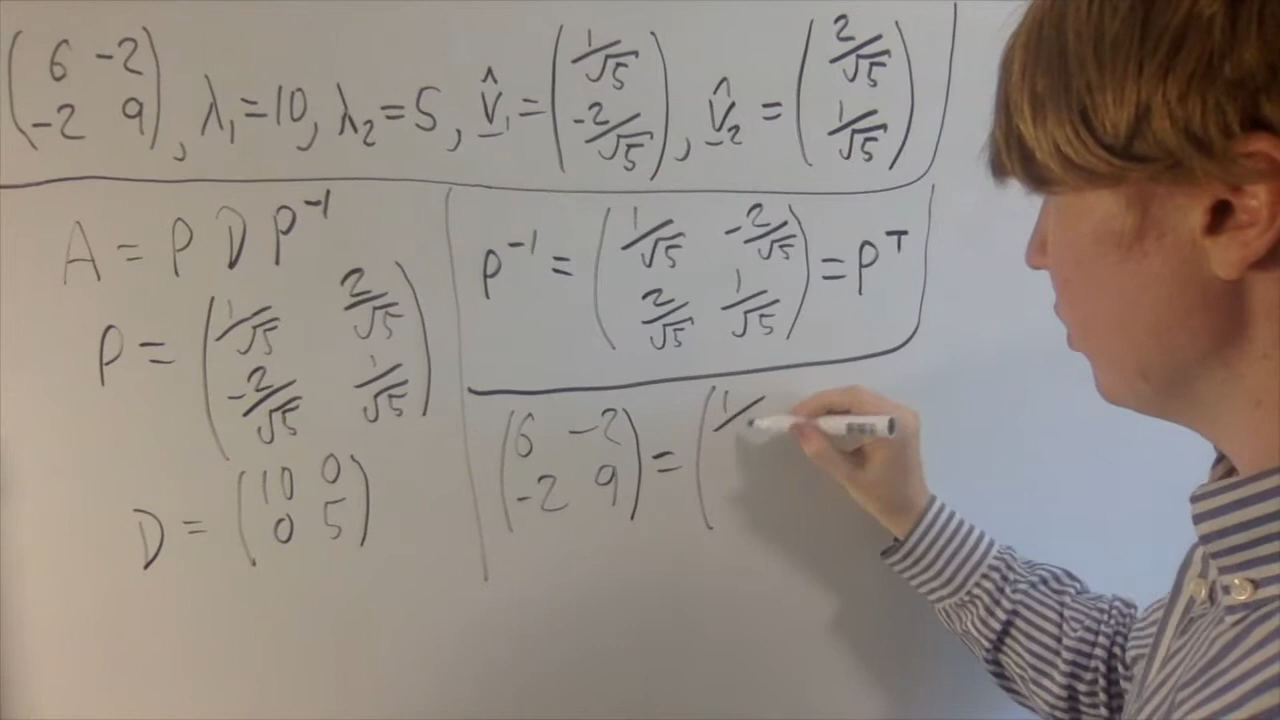 (6 -2; -2 9), λ₁=10, λ₂=5, v̂₁ = (1/√5; -2/√5), v̂₂ = (2/√5; 1/√5)
A = P D P⁻¹
P = (1/√5 2/√5; -2/√5 1/√5)
D = (10 0; 0 5)
P⁻¹ = (1/√5 -2/√5; 2/√5 1/√5) = Pᵀ
(6 -2; -2 9) = (1/